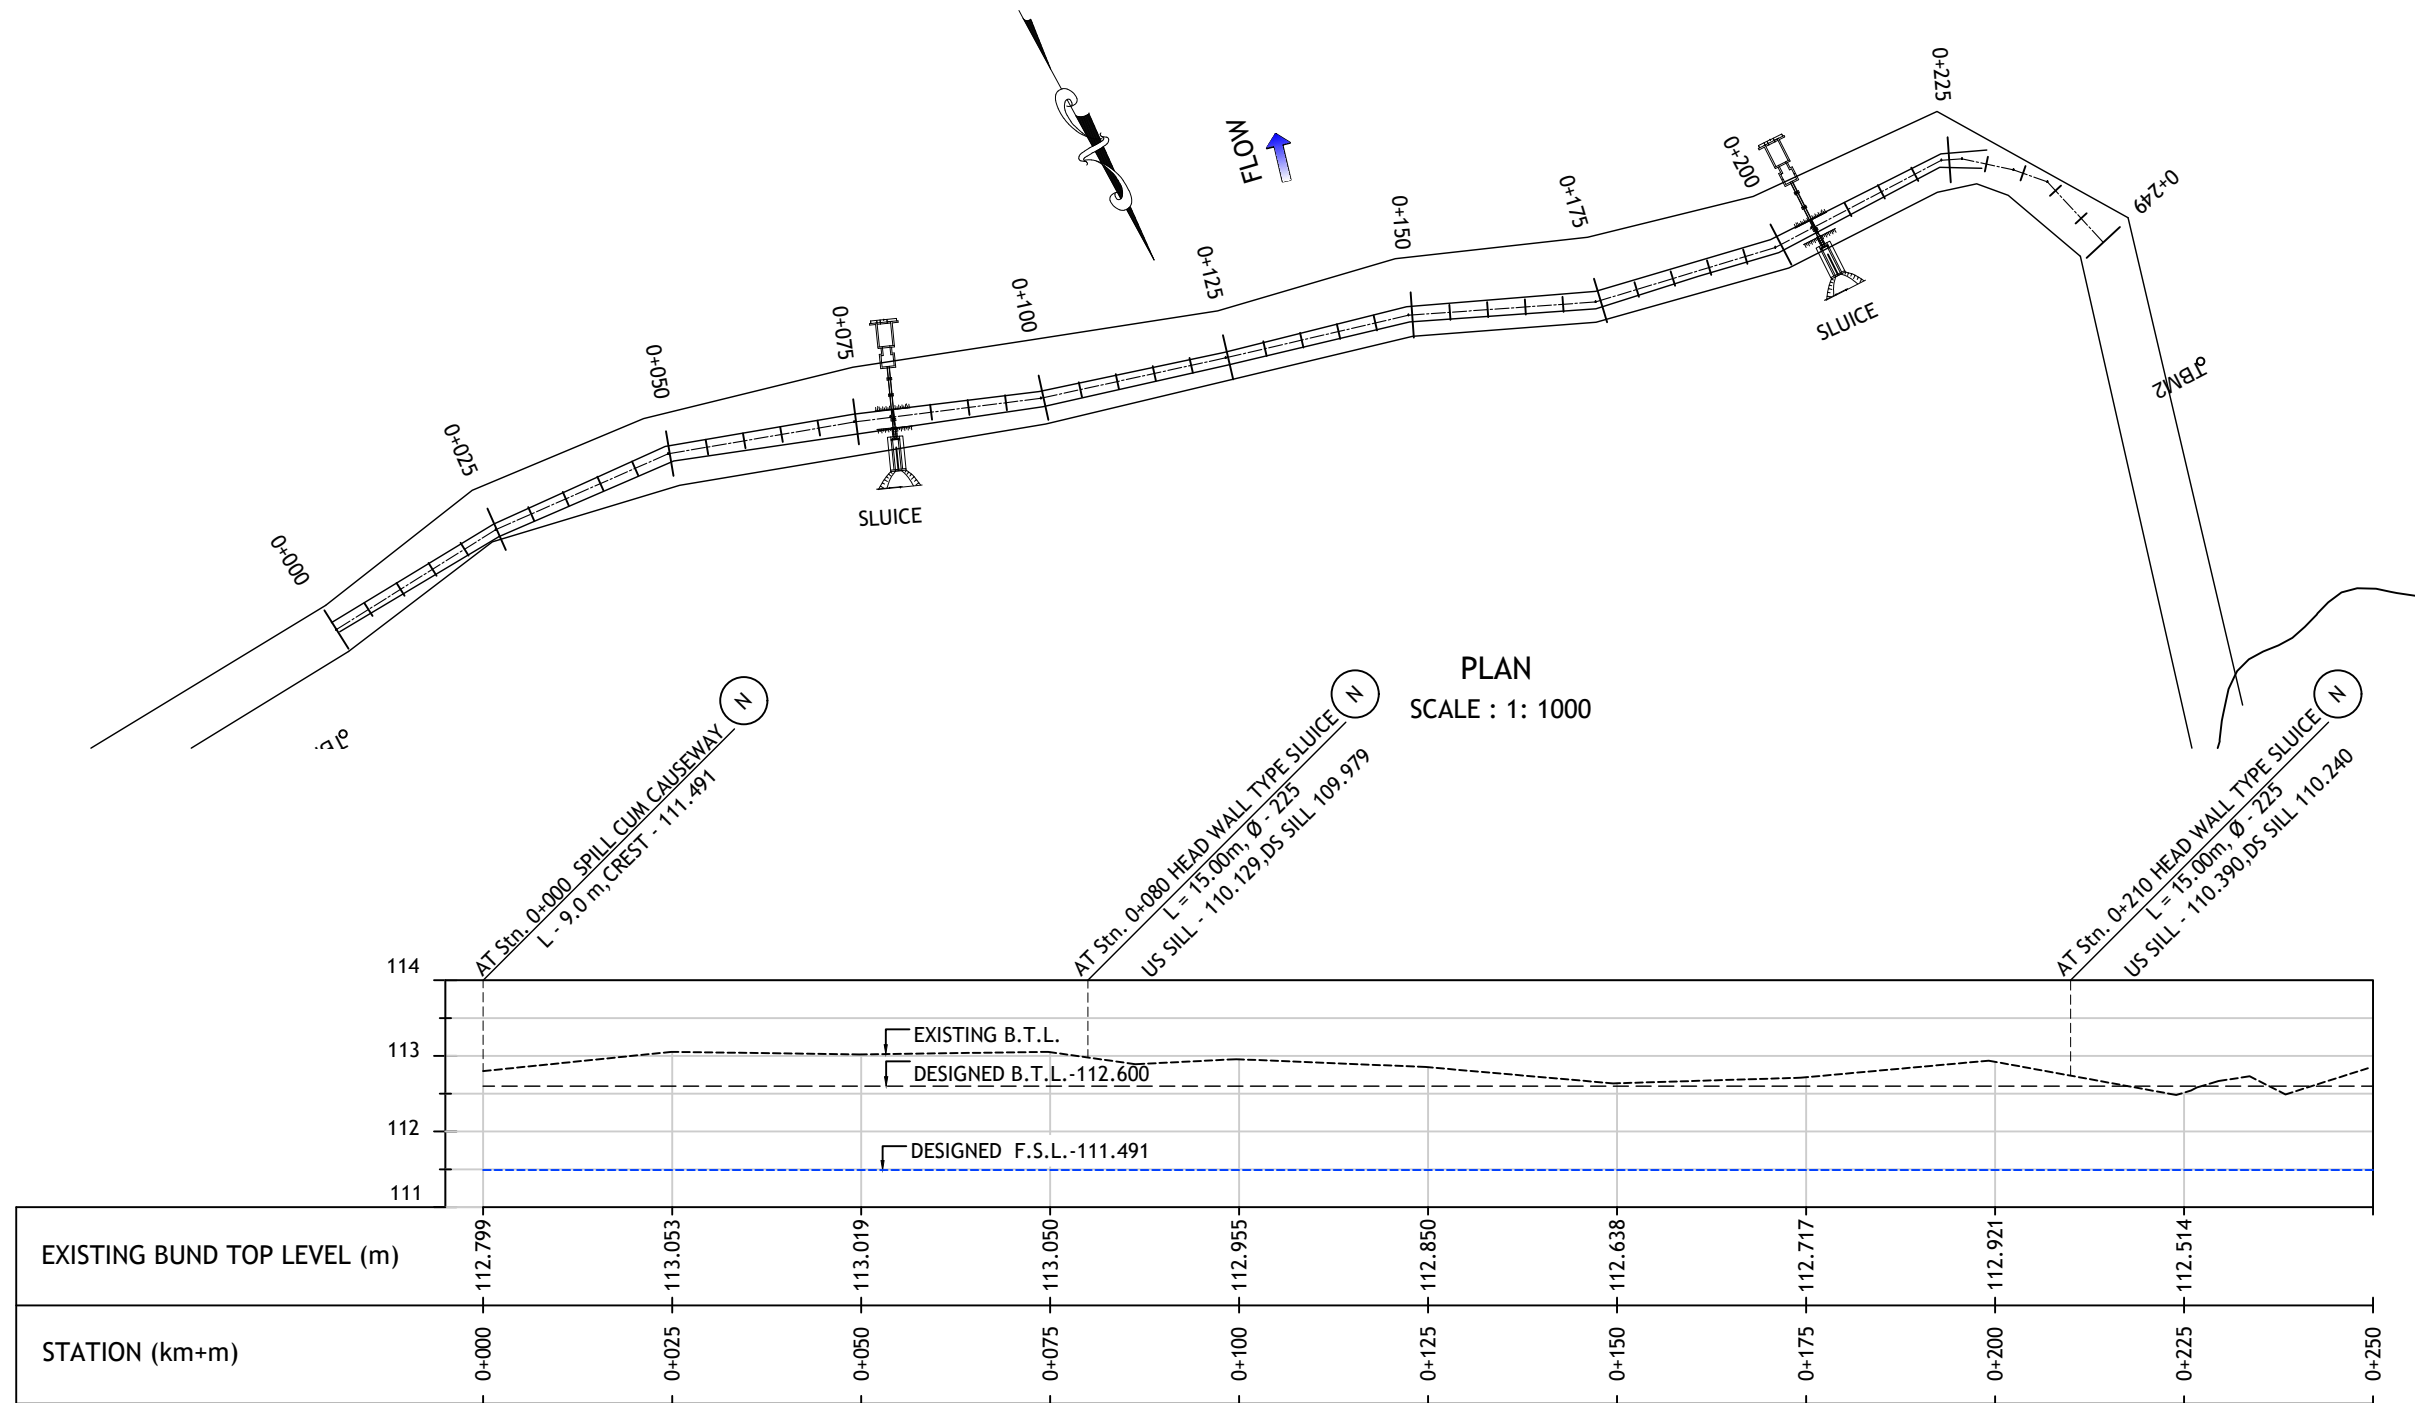 0+225
FLOW
0+200
0+249
0+175
0+150
0+125
0+100
0+075
0+050
0+025
0+000
SLUICE
SLUICE
TBM2
PLAN
SCALE : 1: 1000
N
N
N
AT Stn. 0+000 SPILL CUM CAUSEWAY
L - 9.0 m,CREST - 111.491
AT Stn. 0+080 HEAD WALL TYPE SLUICE
L = 15.00m, Ø - 225
US SILL - 110.129,DS SILL 109.979
AT Stn. 0+210 HEAD WALL TYPE SLUICE
L = 15.00m, Ø - 225
US SILL - 110.390,DS SILL 110.240
114
113
112
111
EXISTING B.T.L.
DESIGNED B.T.L.-112.600
DESIGNED F.S.L.-111.491
EXISTING BUND TOP LEVEL (m) 112.799 113.053 113.019 113.050 112.955 112.850 112.638 112.717 112.921 112.514
STATION (km+m) 0+000 0+025 0+050 0+075 0+100 0+125 0+150 0+175 0+200 0+225 0+250